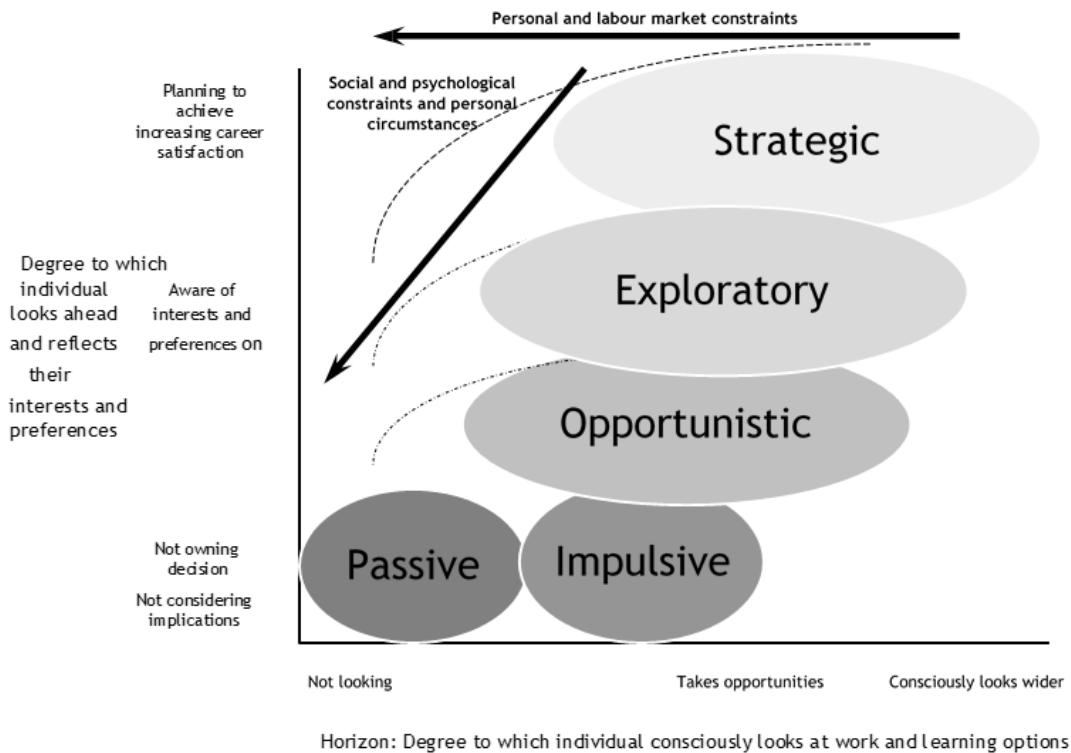 Personal and labour market constraints
Social and psychological
constraints and personal
circumstances
Planning to
achieve
increasing career
satisfaction
Strategic
Degree to which
individual
looks ahead
and reflects
their
interests and
preferences
Aware of
interests and
preferences on
Exploratory
Opportunistic
Not owning
decision
Not considering
implications
Passive
Impulsive
Not looking
Takes opportunities
Consciously looks wider
Horizon: Degree to which individual consciously looks at work and learning options